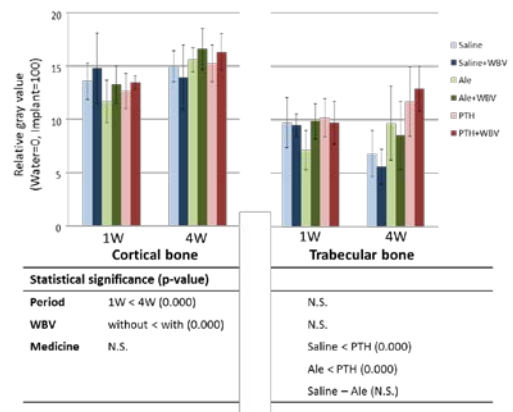 Relative gray value
(Water=0, Implant=100)
20
15
10
5
0
1W
4W
Cortical bone
1W
4W
Trabecular bone
Saline
Saline+WBV
Ale
Ale+WBV
PTH
PTH+WBV
Statistical significance (p-value)
Period 1W < 4W (0.000) N.S.
WBV without < with (0.000) N.S.
Medicine N.S. Saline < PTH (0.000)
Ale < PTH (0.000)
Saline – Ale (N.S.)